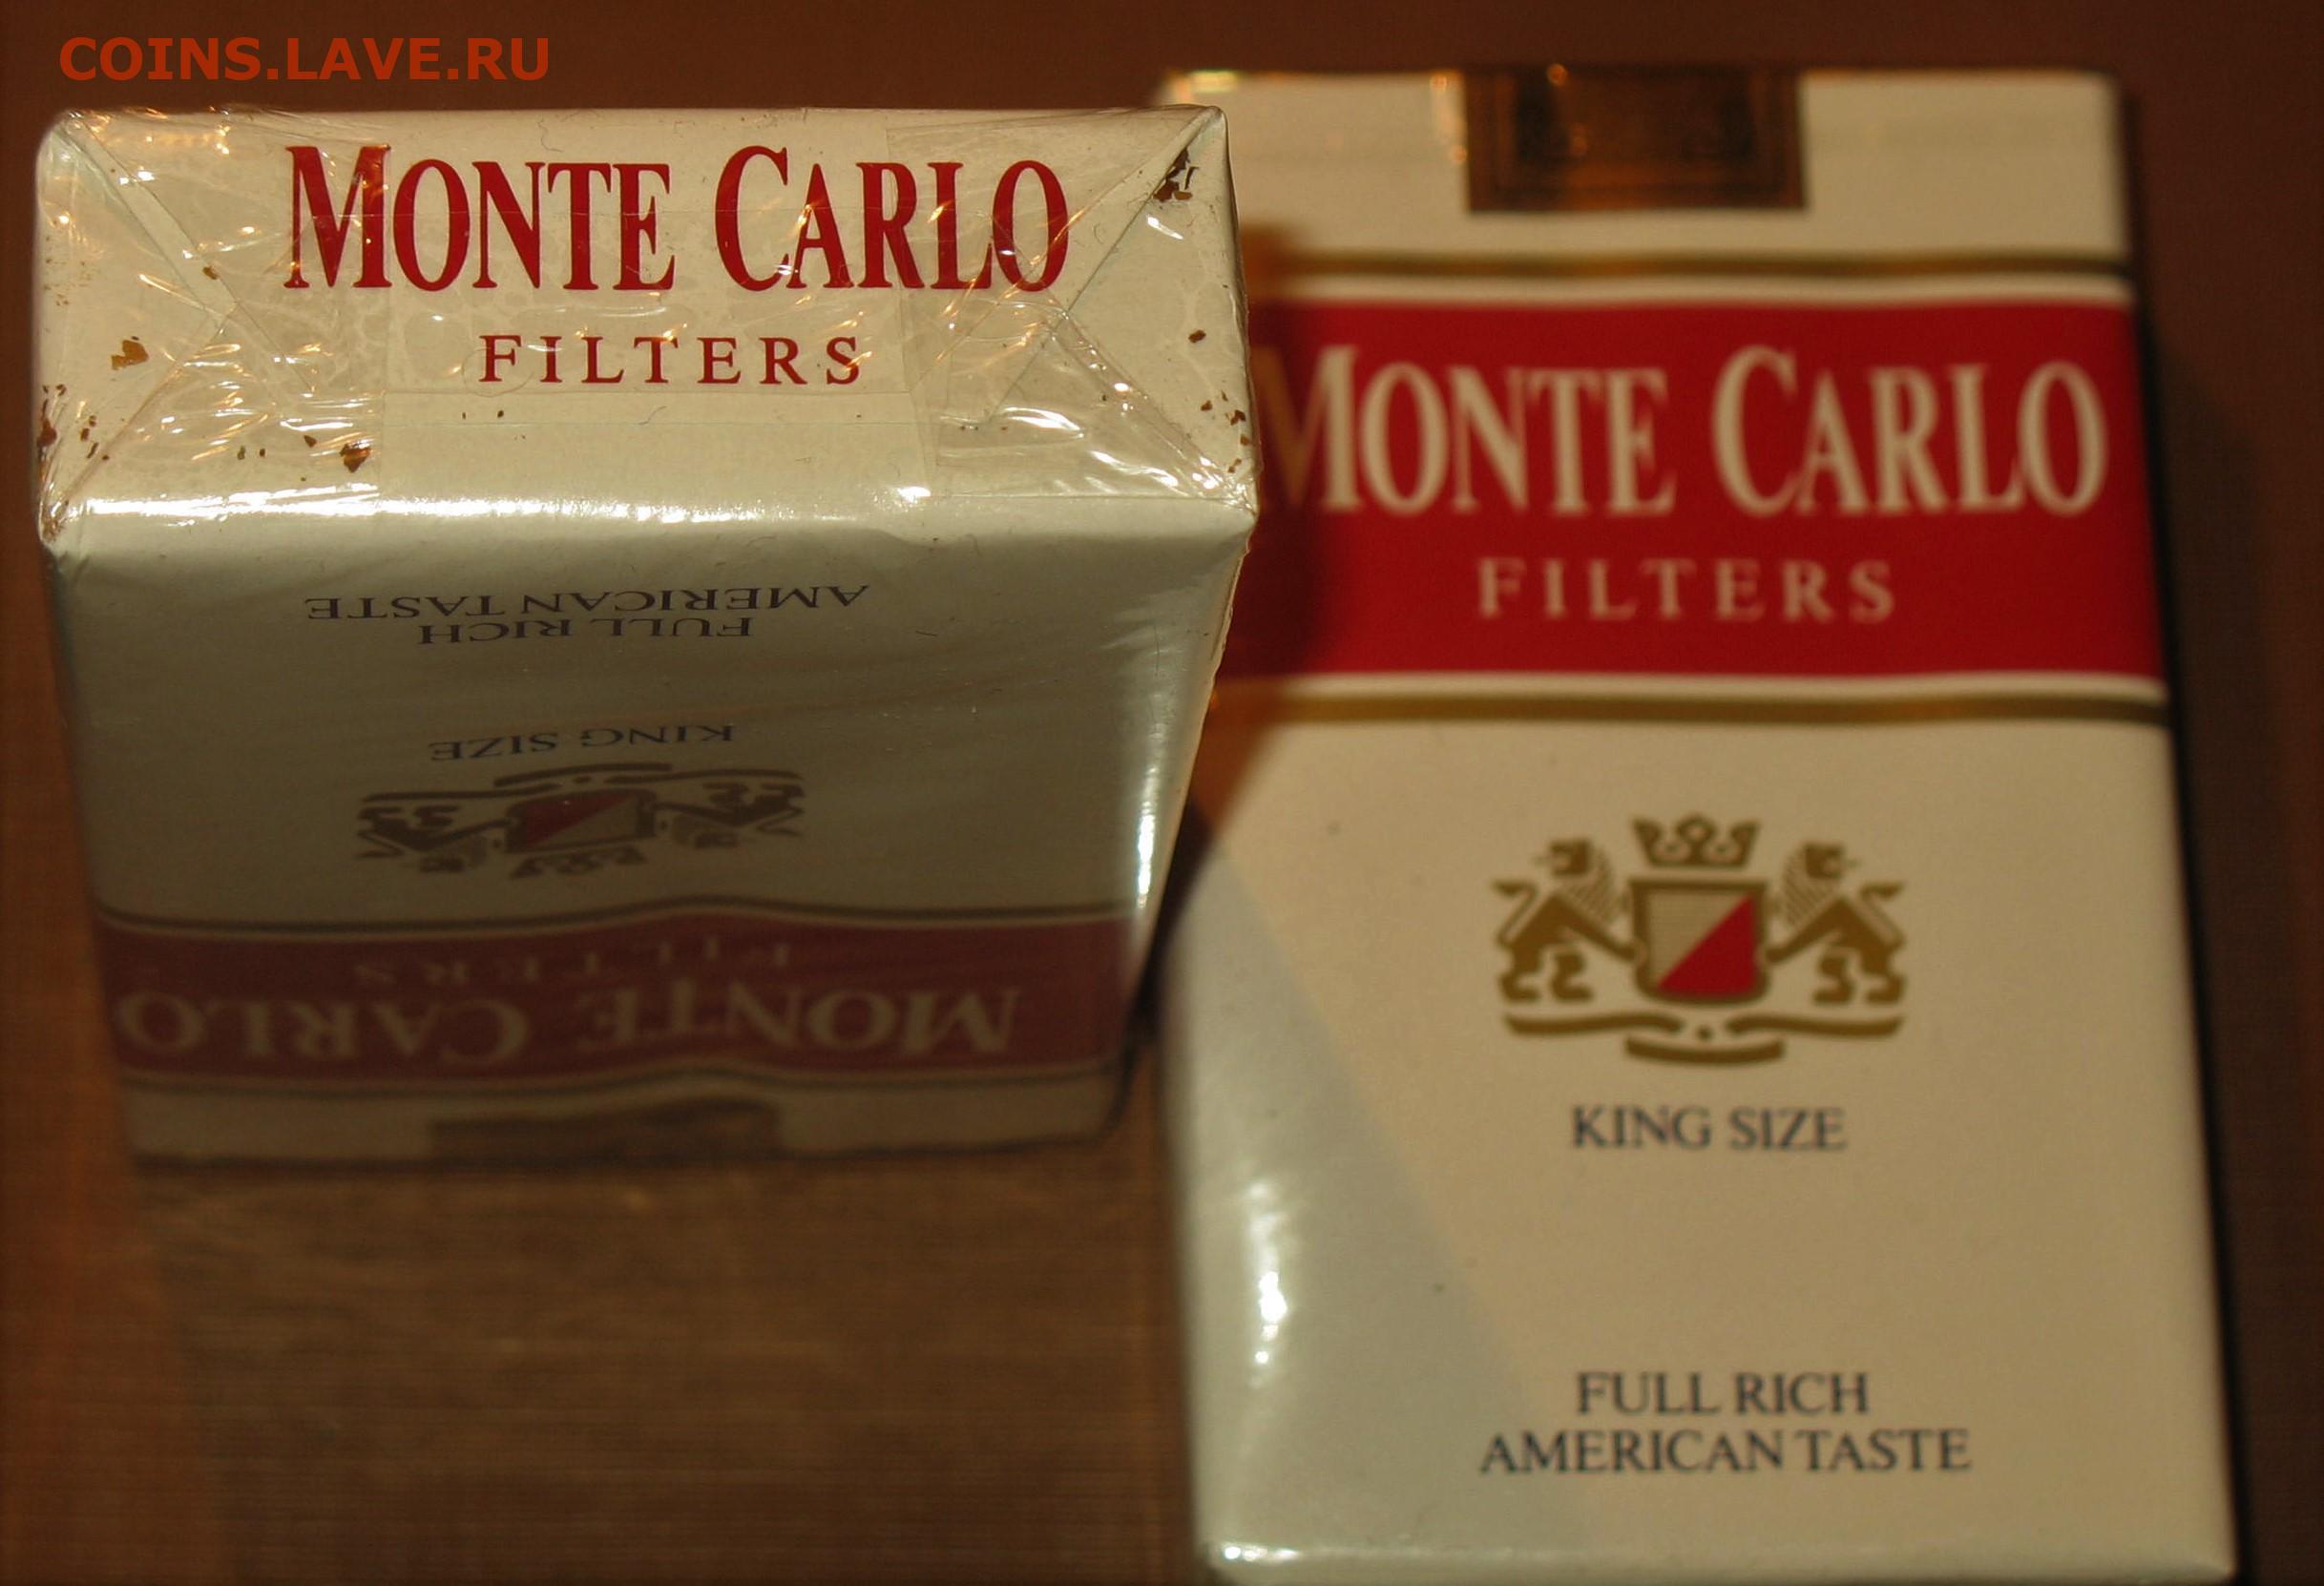 COINS.LAVE.RU
MONTE CARLO
FILTERS
AMERICAN TASTE
FULL RICH
KING SIZE
FILTERS
MONTE CARLO
MONTE CARLO
FILTERS
KING SIZE
FULL RICH
AMERICAN TASTE